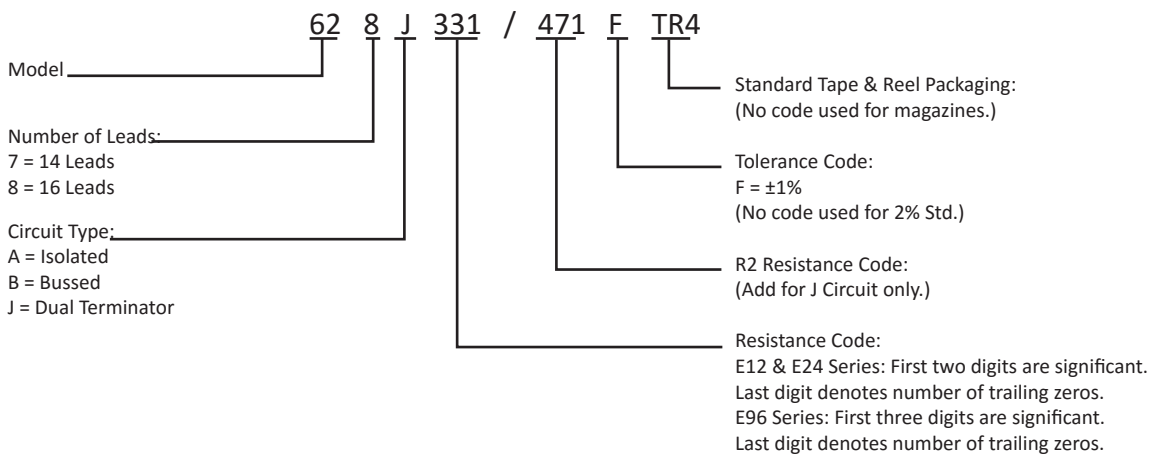 62 8 J 331 / 471 F TR4
Model
Number of Leads:
7 = 14 Leads
8 = 16 Leads
Circuit Type:
A = Isolated
B = Bussed
J = Dual Terminator
Standard Tape & Reel Packaging:
(No code used for magazines.)
Tolerance Code:
F = ±1%
(No code used for 2% Std.)
R2 Resistance Code:
(Add for J Circuit only.)
Resistance Code:
E12 & E24 Series: First two digits are significant.
Last digit denotes number of trailing zeros.
E96 Series: First three digits are significant.
Last digit denotes number of trailing zeros.